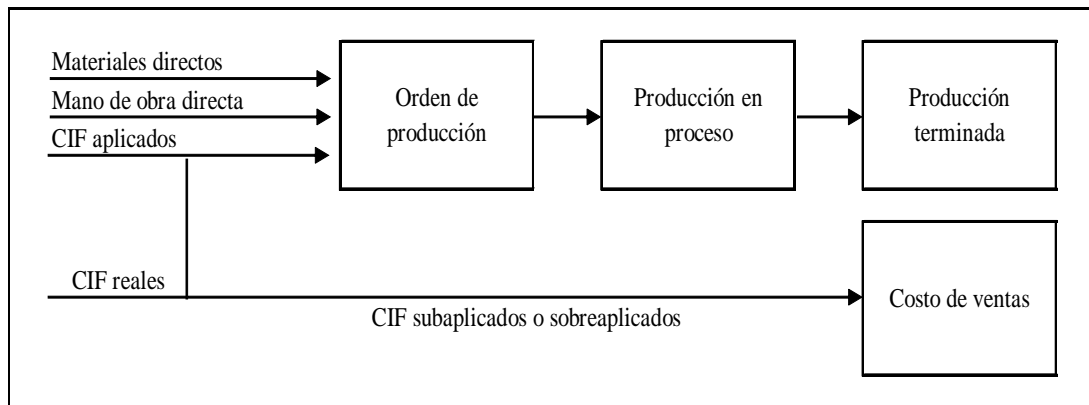 Materiales directos
Mano de obra directa
CIF aplicados
Orden de
producción
Producción en
proceso
Producción
terminada
CIF reales
CIF subaplicados o sobreaplicados
Costo de ventas